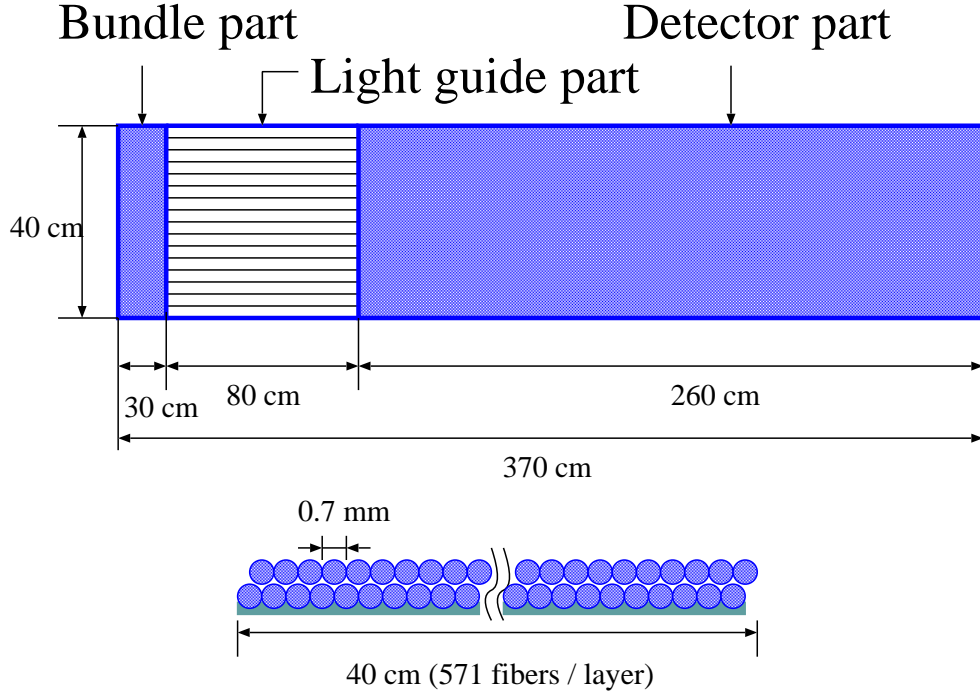 Bundle part
Detector part
Light guide part
40 cm
30 cm
80 cm
260 cm
370 cm
0.7 mm
40 cm (571 fibers / layer)